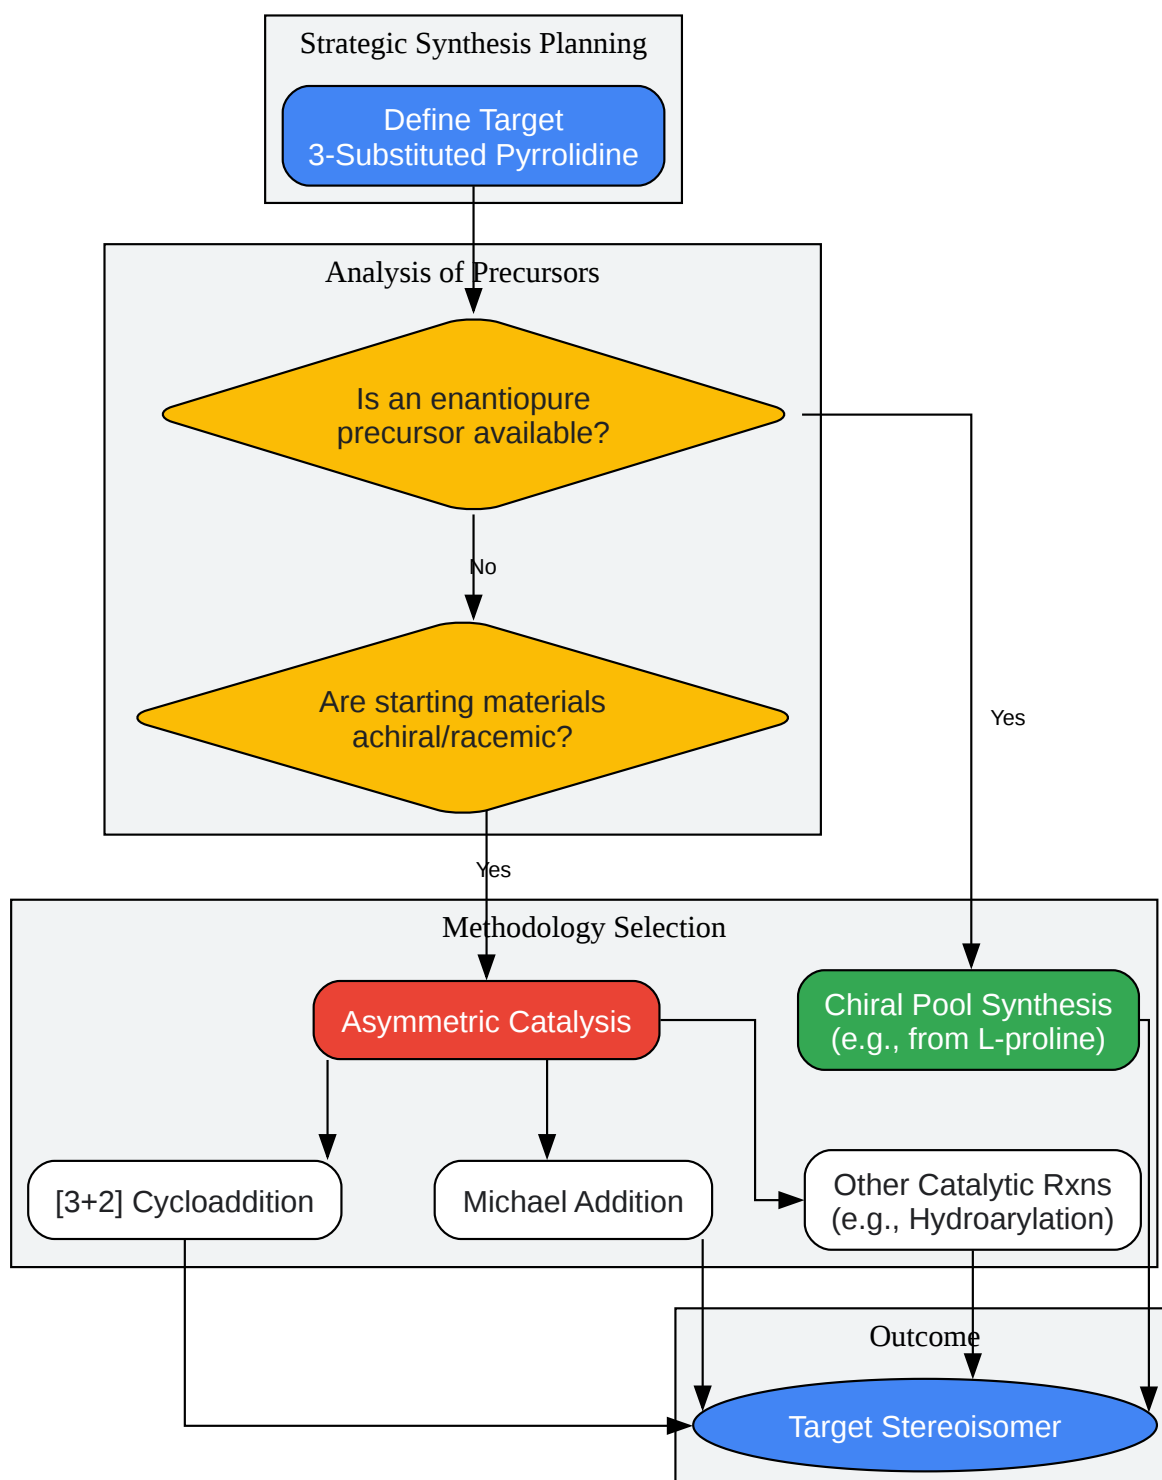 Strategic Synthesis Planning
Define Target
3-Substituted Pyrrolidine
Analysis of Precursors
Is an enantiopure
precursor available?
No
Are starting materials
achiral/racemic?
Yes
Yes
Methodology Selection
Asymmetric Catalysis
Chiral Pool Synthesis
(e.g., from L-proline)
[3+2] Cycloaddition
Michael Addition
Other Catalytic Rxns
(e.g., Hydroarylation)
Outcome
Target Stereoisomer